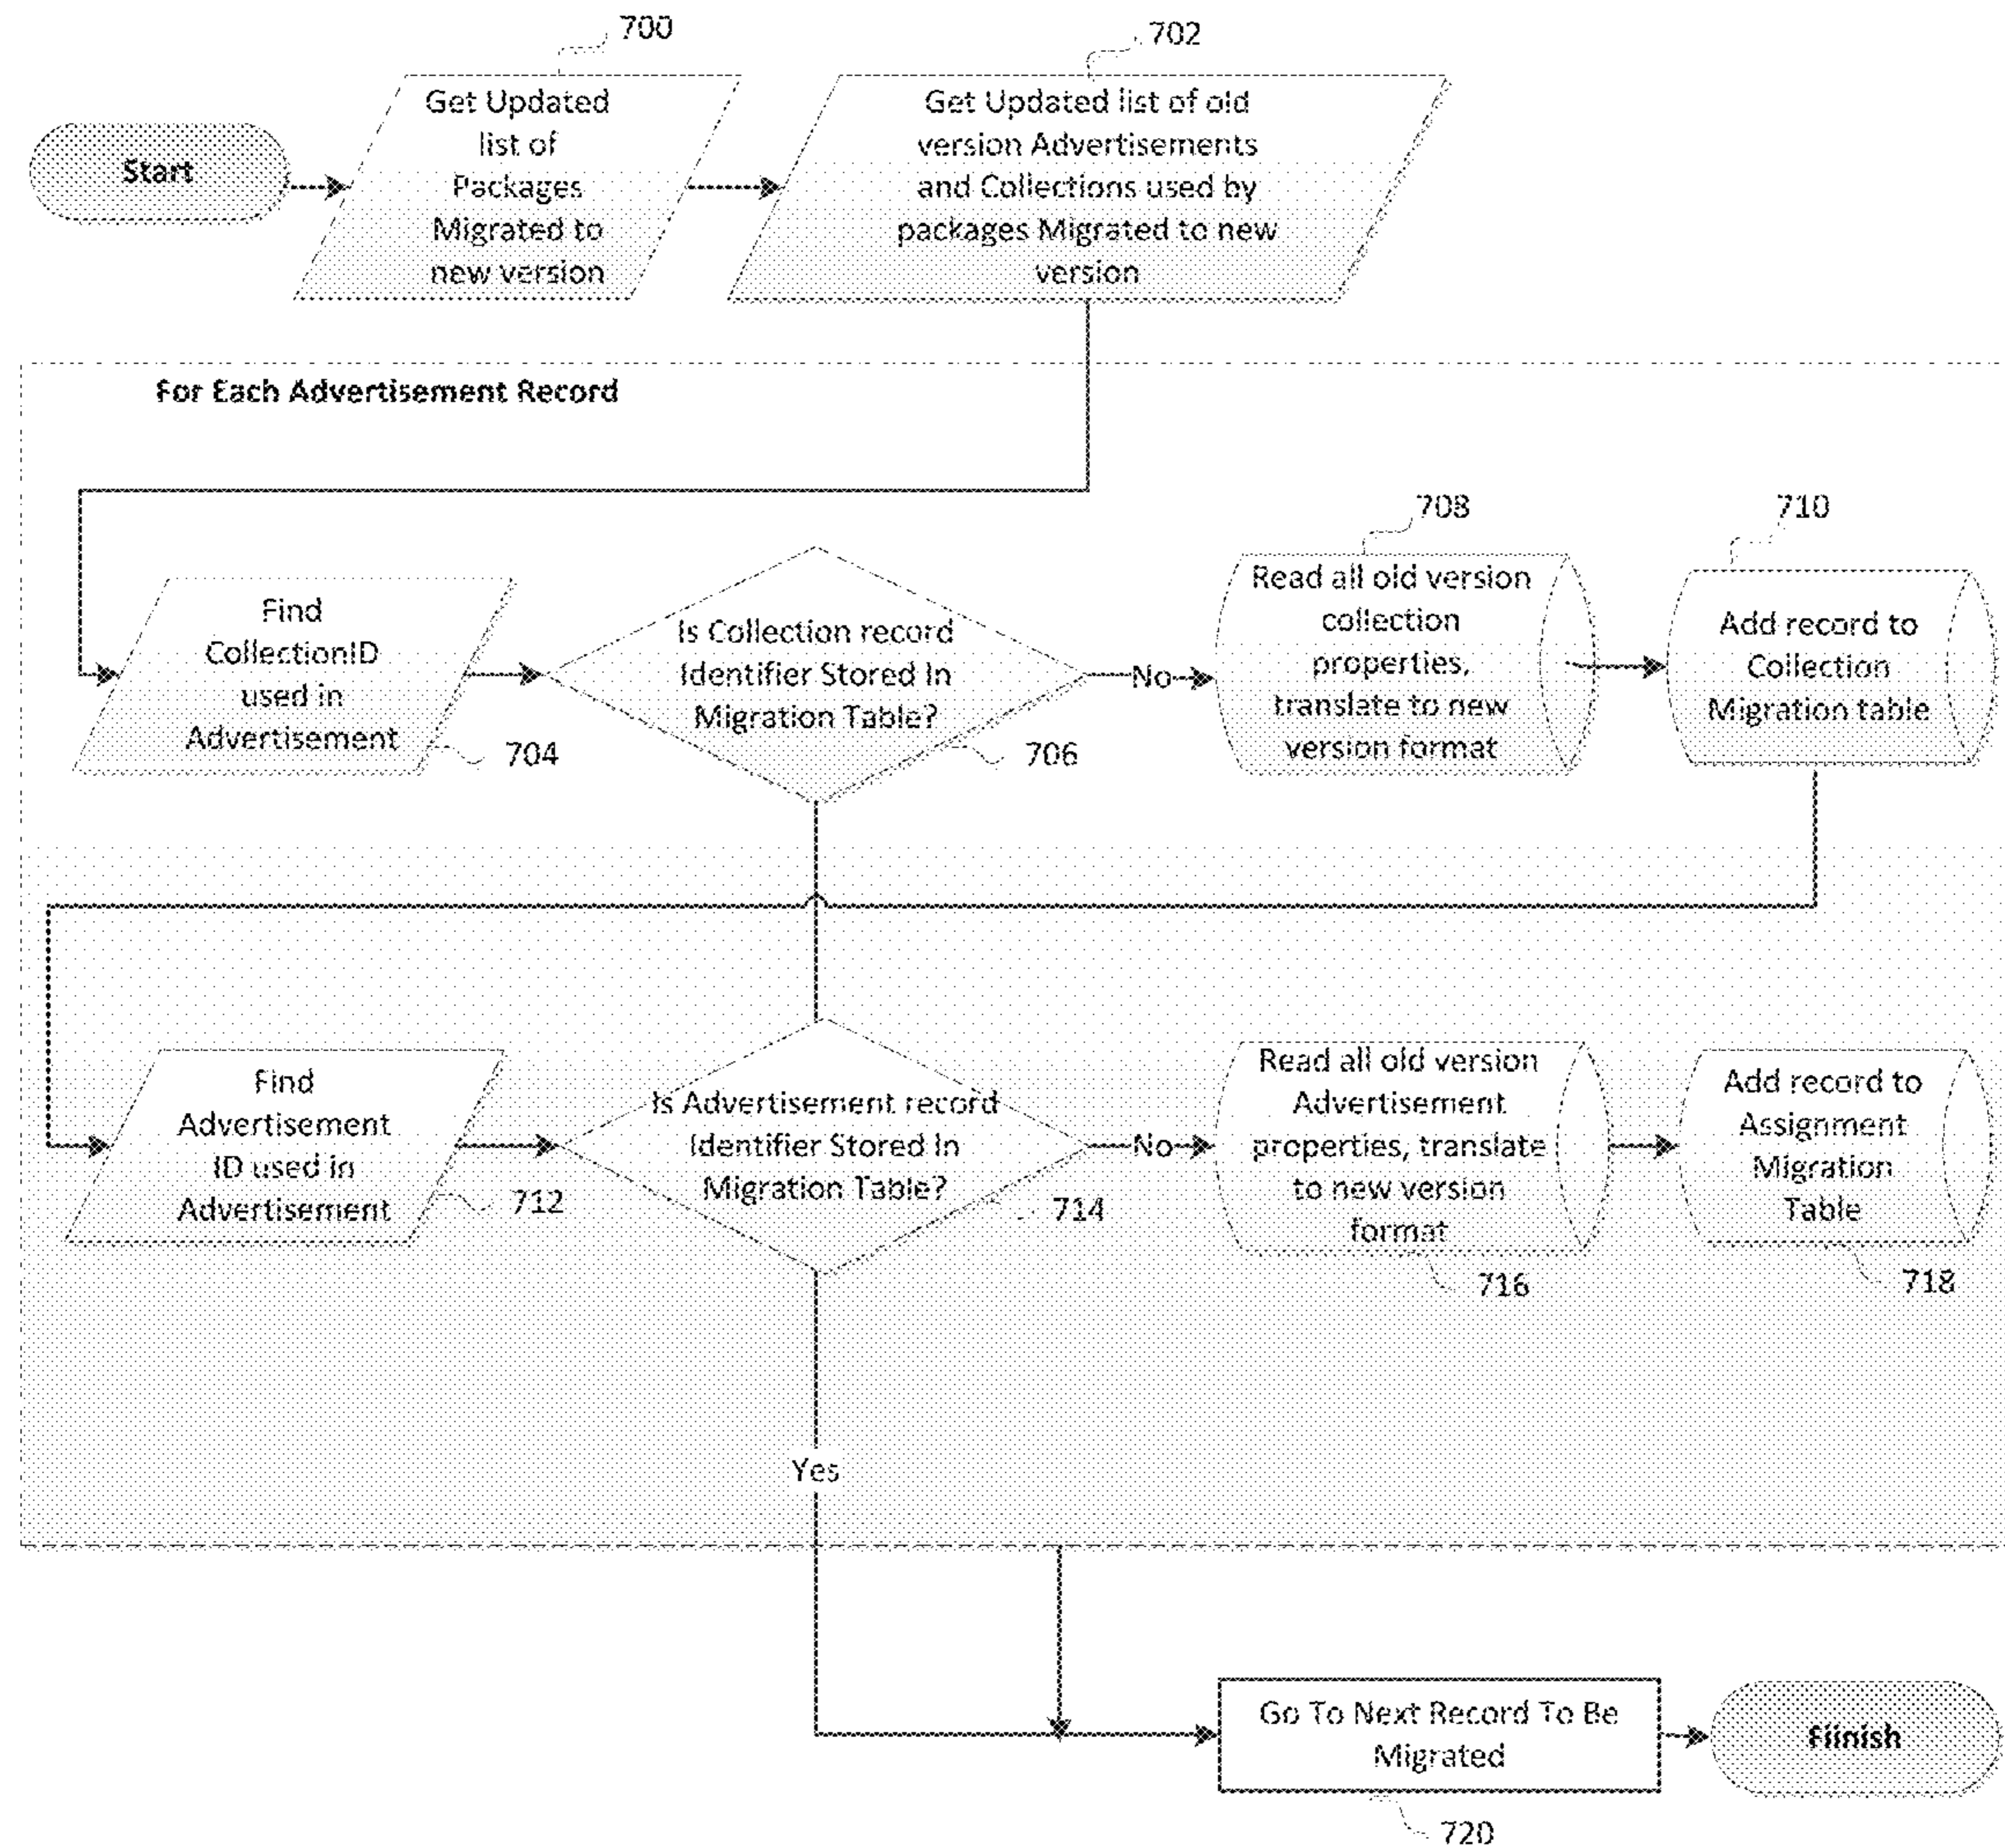 700
702
Start
Get Updated
list of
Packages
Migrated to
new version
Get Updated list of old
version Advertisements
and Collections used by
packages Migrated to new
version
For Each Advertisement Record
Find
CollectionID
used in
Advertisement
704
Is Collection record
Identifier Stored In
Migration Table?
706
No
708
Read all old version
collection
properties,
translate to new
version format
710
Add record to
Collection
Migration table
Find
Advertisement
ID used in
Advertisement
712
Is Advertisement record
Identifier Stored In
Migration Table?
714
No
Read all old version
Advertisement
properties, translate
to new version
format
716
Add record to
Assignment
Migration
Table
718
Yes
Go To Next Record To Be
Migrated
720
Fiinish